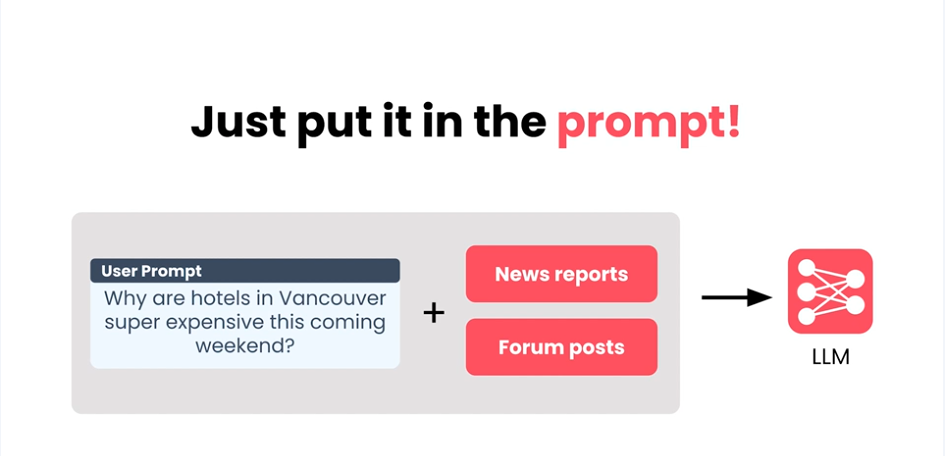 Just put it in the prompt!
User Prompt
Why are hotels in Vancouver
super expensive this coming
weekend?
+
News reports
Forum posts
LLM